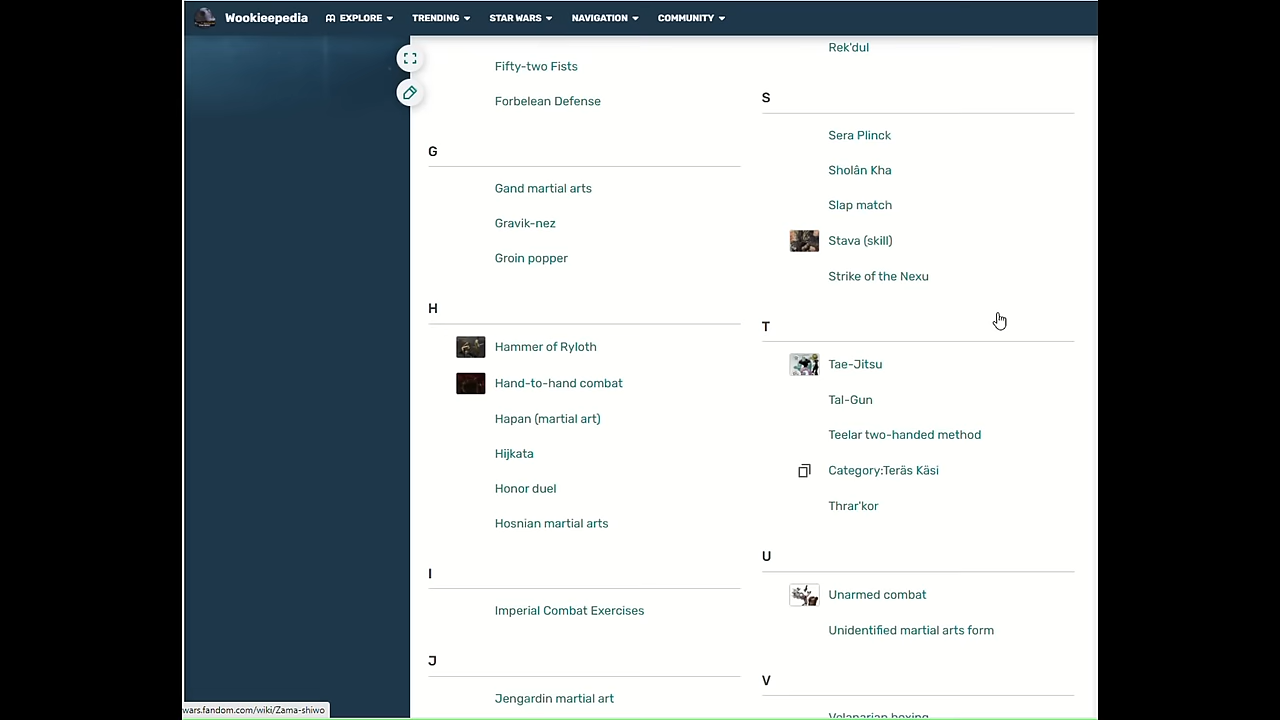 Wookieepedia
EXPLORE
TRENDING
STAR WARS
NAVIGATION
COMMUNITY
Fifty-two Fists
Forbelean Defense
G
Gand martial arts
Gravik-nez
Groin popper
H
Hammer of Ryloth
Hand-to-hand combat
Hapan (martial art)
Hijkata
Honor duel
Hosnian martial arts
I
Imperial Combat Exercises
J
Jengardin martial art
Rek'dul
S
Sera Plinck
Sholân Kha
Slap match
Stava (skill)
Strike of the Nexu
T
Tae-Jitsu
Tal-Gun
Teelar two-handed method
Category:Teräs Käsi
Thrar'kor
U
Unarmed combat
Unidentified martial arts form
V
Velanarian boxing
wars.fandom.com/wiki/Zama-shiwo